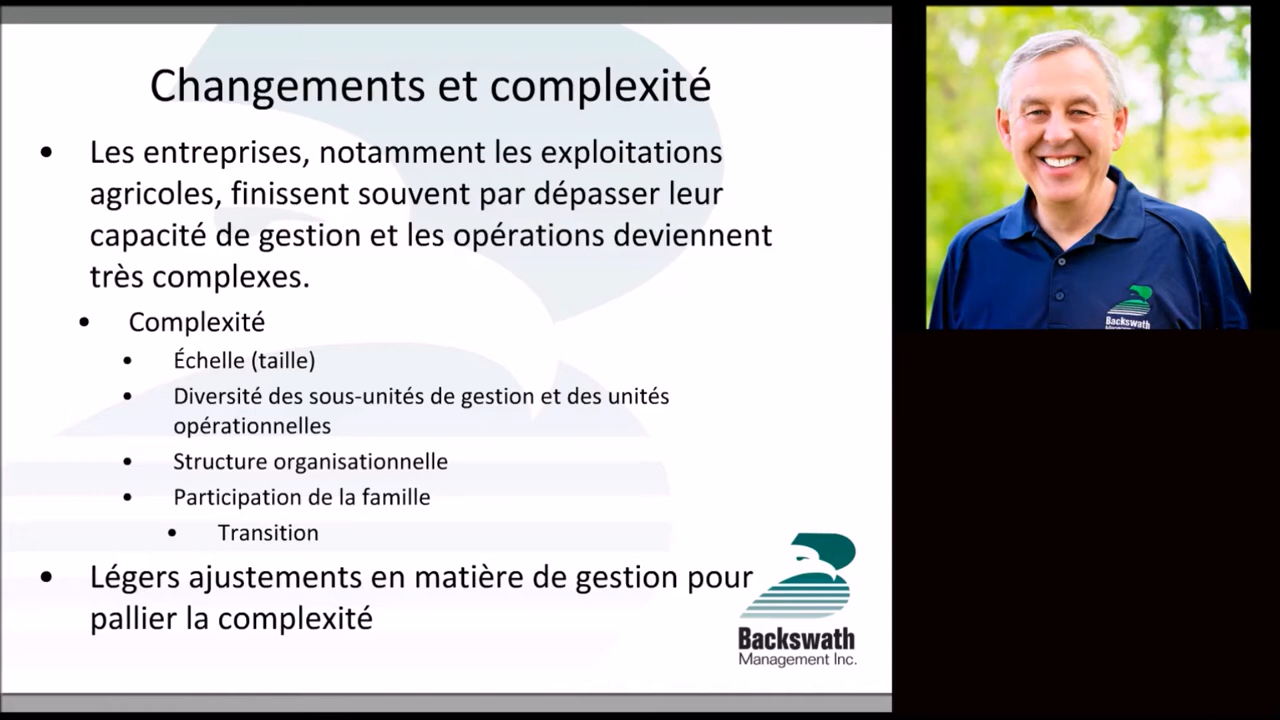 Changements et complexité
• Les entreprises, notamment les exploitations
agricoles, finissent souvent par dépasser leur
capacité de gestion et les opérations deviennent
très complexes.
• Complexité
• Échelle (taille)
• Diversité des sous-unités de gestion et des unités
opérationnelles
• Structure organisationnelle
• Participation de la famille
• Transition
• Légers ajustements en matière de gestion pour
pallier la complexité
Backswath
Management Inc.
Backswath